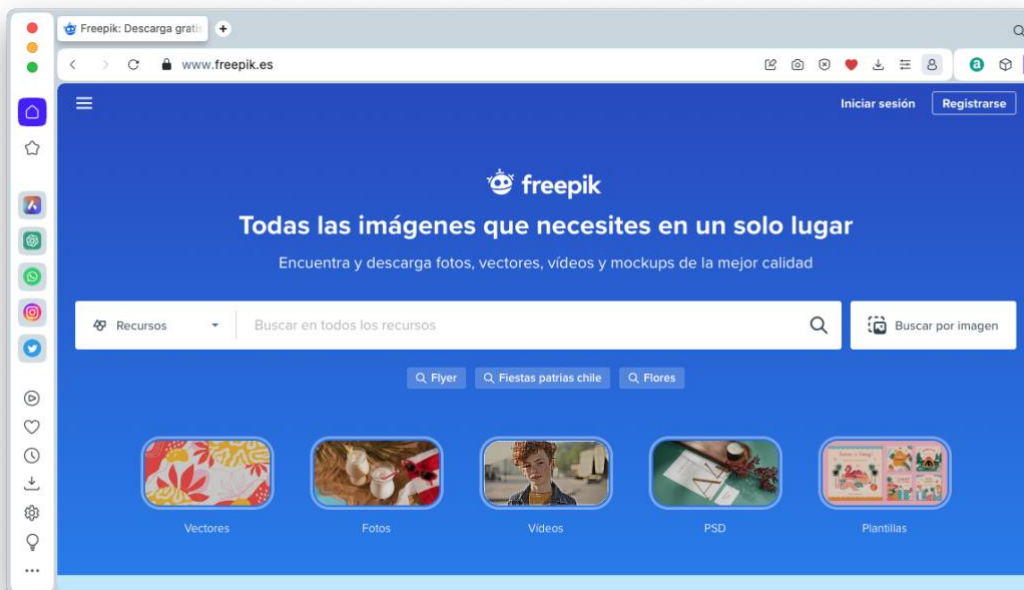 Freepik: Descarga gratis
www.freepik.es
Iniciar sesión
Registrarse
freepik
Todas las imágenes que necesites en un solo lugar
Encuentra y descarga fotos, vectores, vídeos y mockups de la mejor calidad
Recursos
Buscar en todos los recursos
Buscar por imagen
Flyer
Fiestas patrias chile
Flores
Vectores
Fotos
Vídeos
PSD
Plantillas